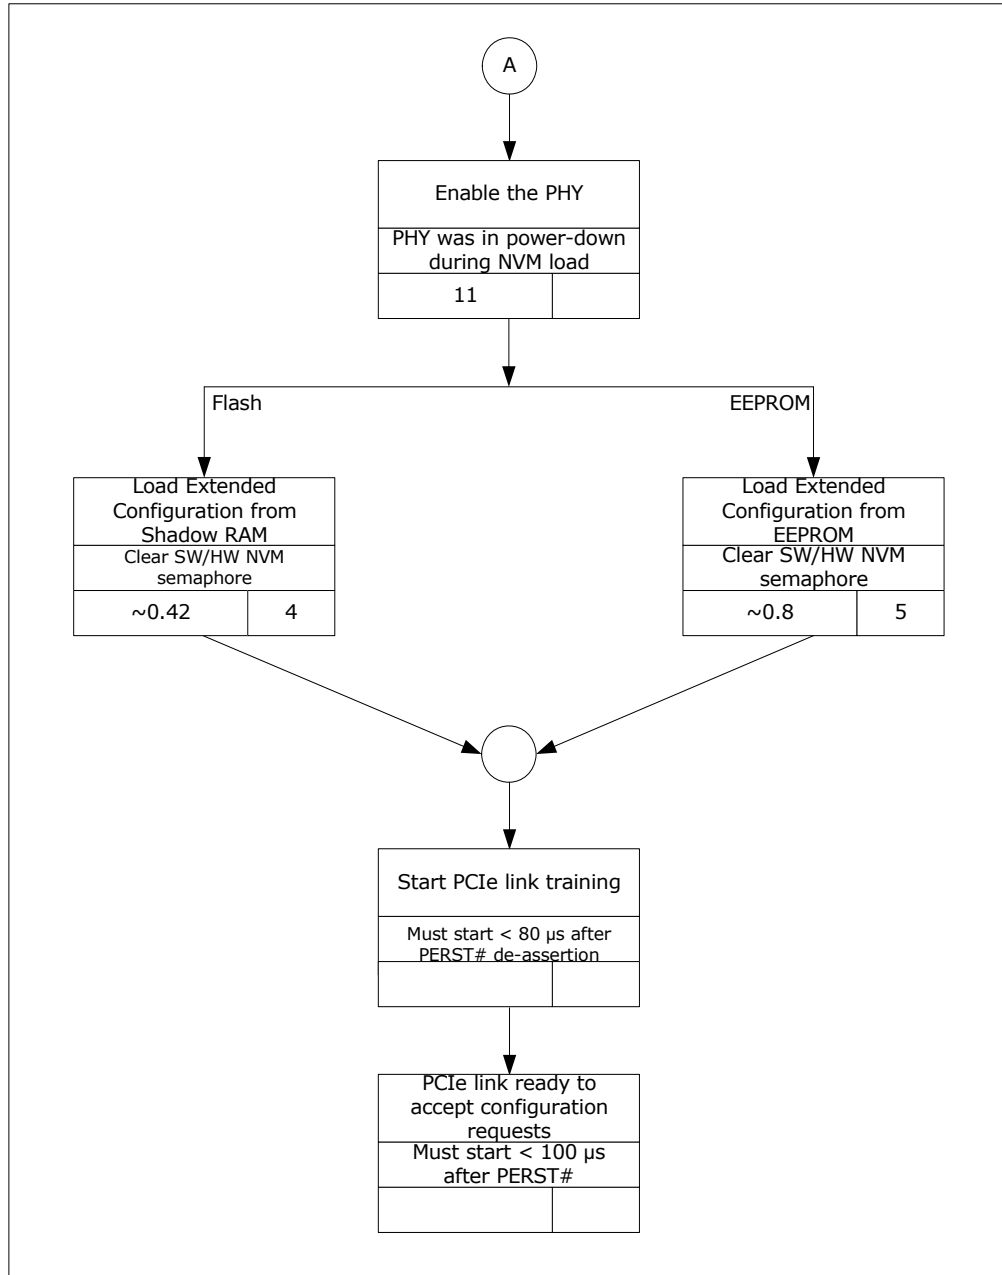 A
Enable the PHY
PHY was in power-down
during NVM load
11
Flash
EEPROM
Load Extended
Configuration from
Shadow RAM
Clear SW/HW NVM
semaphore
~0.42
4
Load Extended
Configuration from
EEPROM
Clear SW/HW NVM
semaphore
~0.8
5
Start PCIe link training
Must start < 80 µs after
PERST# de-assertion
PCIe link ready to
accept configuration
requests
Must start < 100 µs
after PERST#